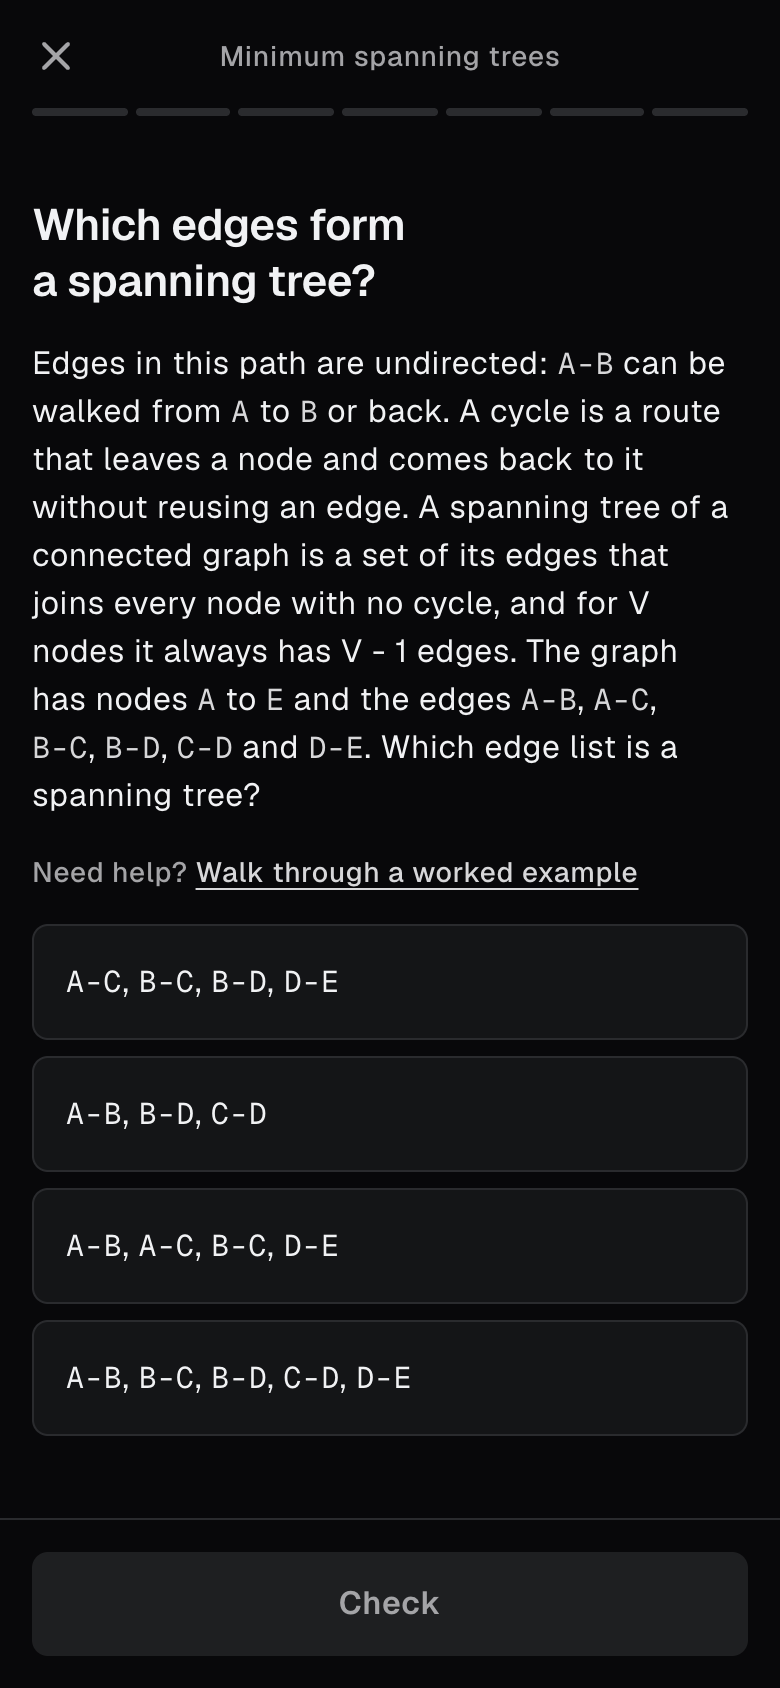 Minimum spanning trees
Which edges form
a spanning tree?
Edges in this path are undirected: A-B can be
walked from A to B or back. A cycle is a route
that leaves a node and comes back to it
without reusing an edge. A spanning tree of a
connected graph is a set of its edges that
joins every node with no cycle, and for V
nodes it always has V - 1 edges. The graph
has nodes A to E and the edges A-B, A-C,
B-C, B-D, C-D and D-E. Which edge list is a
spanning tree?
Need help? Walk through a worked example
A-C, B-C, B-D, D-E
A-B, B-D, C-D
A-B, A-C, B-C, D-E
A-B, B-C, B-D, C-D, D-E
Check